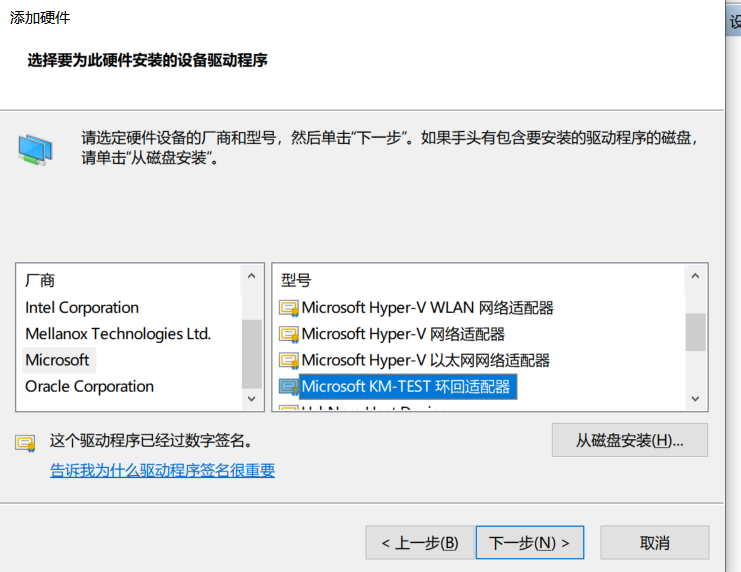 添加硬件
设
选择要为此硬件安装的设备驱动程序
请选定硬件设备的厂商和型号，然后单击“下一步”。如果手头有包含要安装的驱动程序的磁盘，
请单击“从磁盘安装”。
厂商
Intel Corporation
Mellanox Technologies Ltd.
Microsoft
Oracle Corporation
型号
Microsoft Hyper-V WLAN 网络适配器
Microsoft Hyper-V 网络适配器
Microsoft Hyper-V 以太网网络适配器
Microsoft KM-TEST 环回适配器
这个驱动程序已经过数字签名。
从磁盘安装(H)...
告诉我为什么驱动程序签名很重要
< 上一步(B)
下一步(N) >
取消